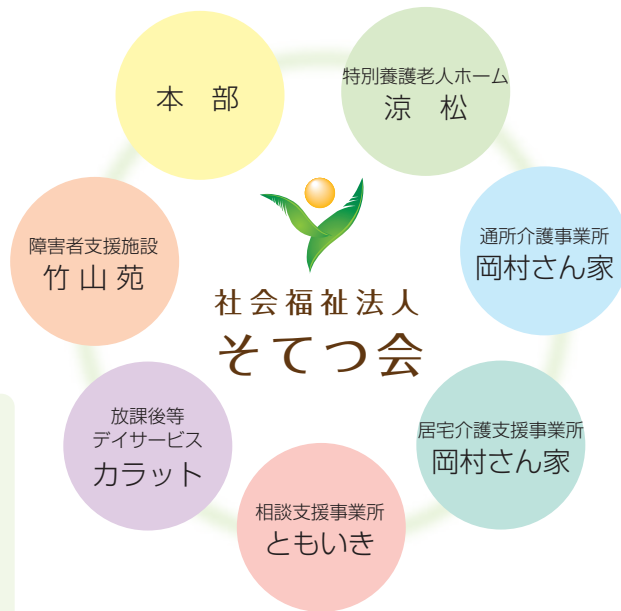 本　部
特別養護老人ホーム
涼　松
通所介護事業所
岡村さん家
居宅介護支援事業所
岡村さん家
相談支援事業所
ともいき
放課後等
デイサービス
カラット
障害者支援施設
竹 山 苑
社会福祉法人
そてつ会